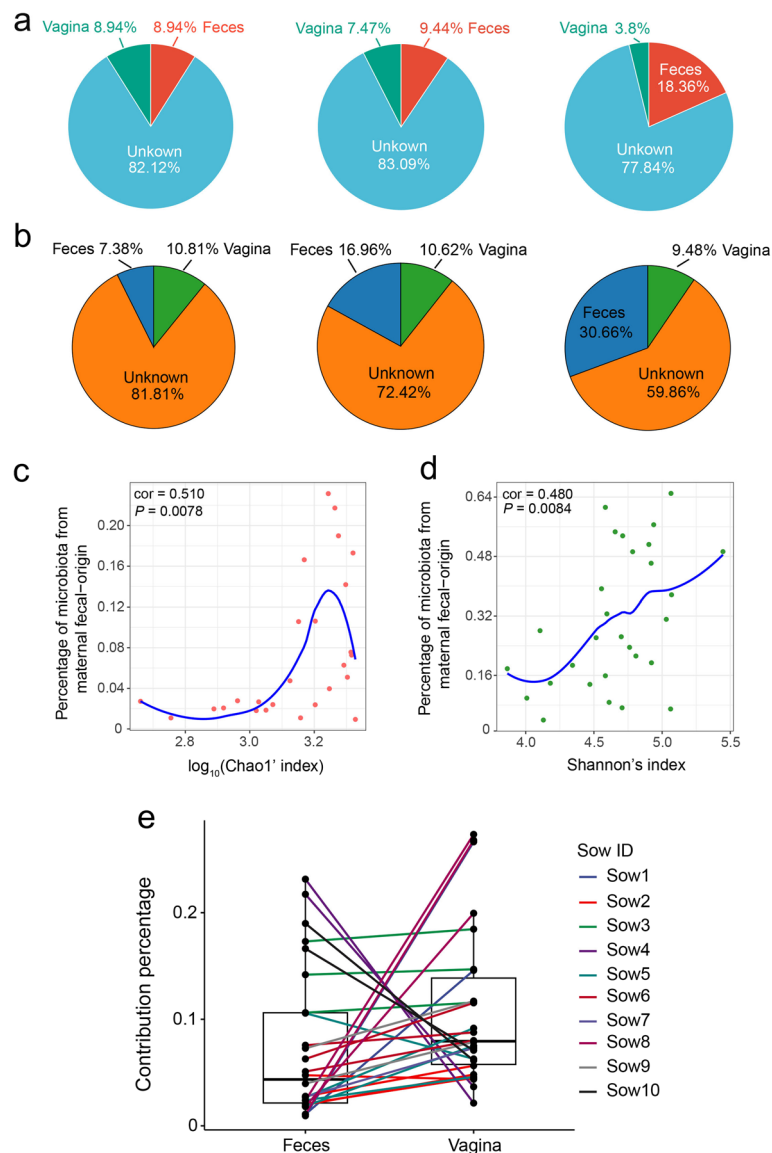 a
Vagina 8.94%
8.94% Feces
Unkown
82.12%
Vagina 7.47%
9.44% Feces
Unkown
83.09%
Vagina 3.8%
Feces
18.36%
Unkown
77.84%
b
Feces 7.38%
10.81% Vagina
Unknown
81.81%
Feces 16.96%
10.62% Vagina
Unknown
72.42%
9.48% Vagina
Feces
30.66%
Unknown
59.86%
c
cor = 0.510
P = 0.0078
Percentage of microbiota from
maternal fecal-origin
0.20
0.16
0.12
0.08
0.04
0
2.8
3.0
3.2
log10(Chao1' index)
d
cor = 0.480
P = 0.0084
Percentage of microbiota from
maternal fecal-origin
0.64
0.48
0.32
0.16
0
4.0
4.5
5.0
5.5
Shannon's index
e
Contribution percentage
0.2
0.1
0
Feces
Vagina
Sow ID
Sow1
Sow2
Sow3
Sow4
Sow5
Sow6
Sow7
Sow8
Sow9
Sow10